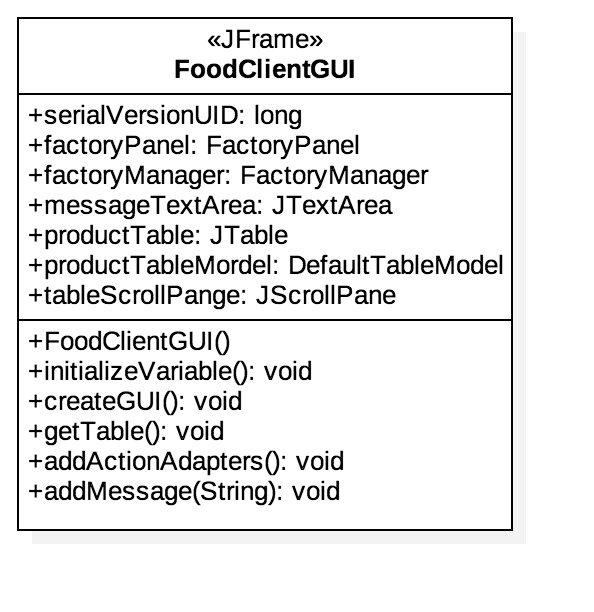 «JFrame»
FoodClientGUI
+serialVersionUID: long
+factoryPanel: FactoryPanel
+factoryManager: FactoryManager
+messageTextArea: JTextArea
+productTable: JTable
+productTableMordel: DefaultTableModel
+tableScrollPange: JScrollPane
+FoodClientGUI()
+initializeVariable(): void
+createGUI(): void
+getTable(): void
+addActionAdapters(): void
+addMessage(String): void